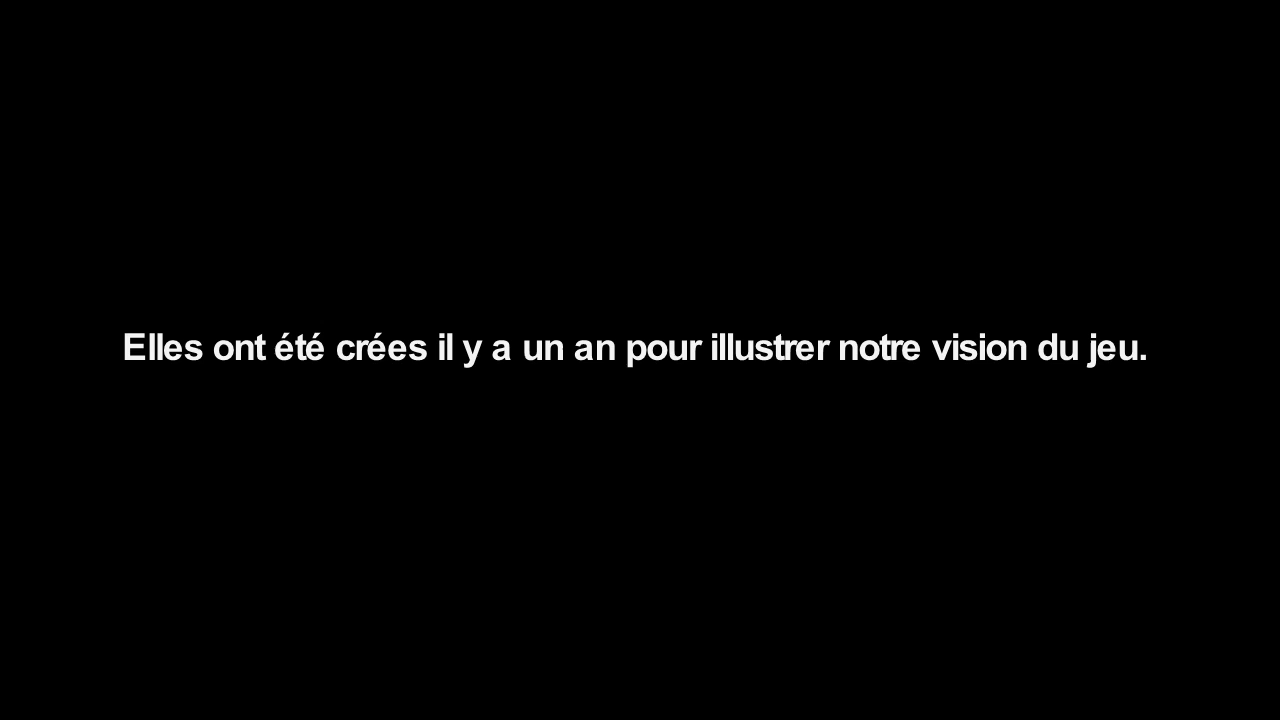 Elles ont été crées il y a un an pour illustrer notre vision du jeu.